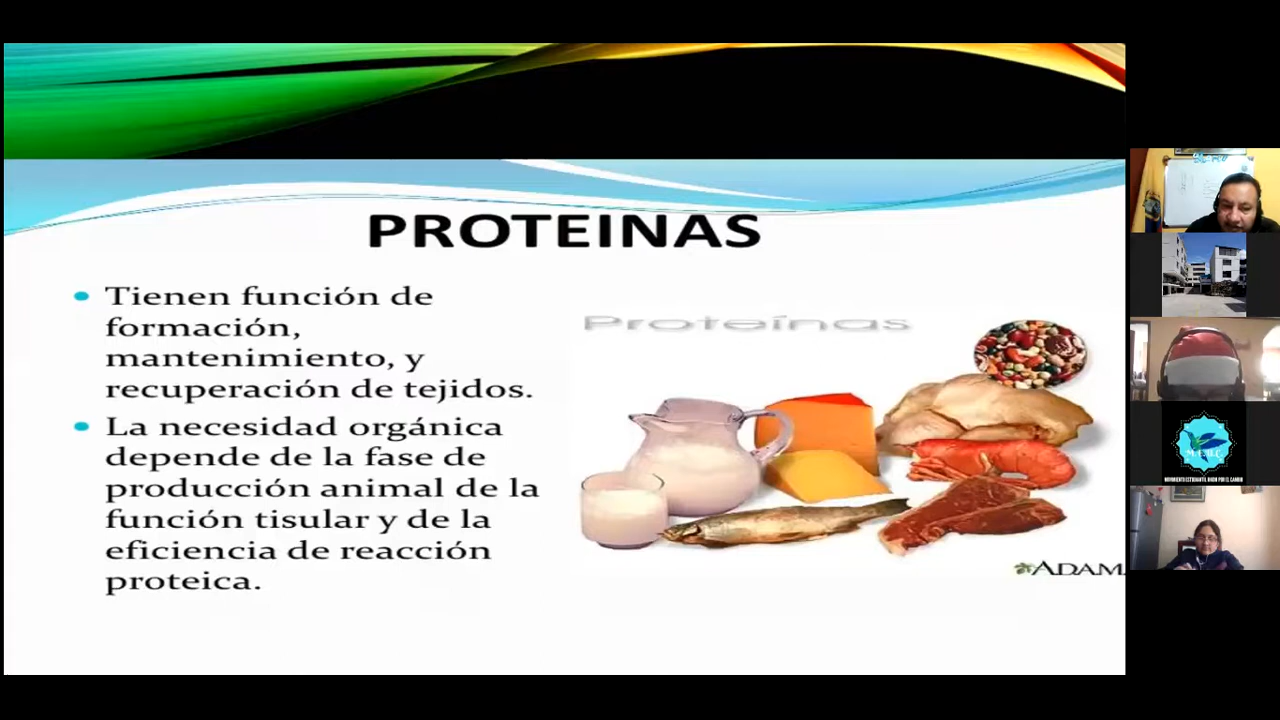 PROTEINAS
Tienen función de
formación,
mantenimiento, y
recuperación de tejidos.
La necesidad orgánica
depende de la fase de
producción animal de la
función tisular y de la
eficiencia de reacción
proteica.
Proteínas
ADAM.